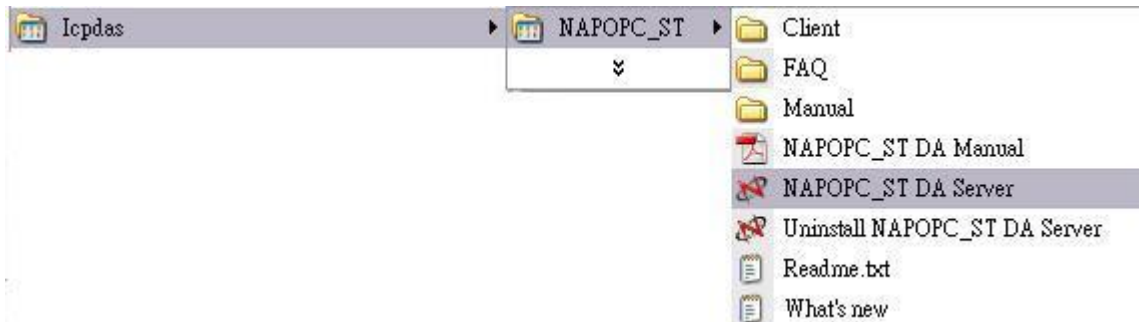 Icpdas
NAPOPC_ST
Client
FAQ
Manual
NAPOPC_ST DA Manual
NAPOPC_ST DA Server
Uninstall NAPOPC_ST DA Server
Readme.txt
What's new